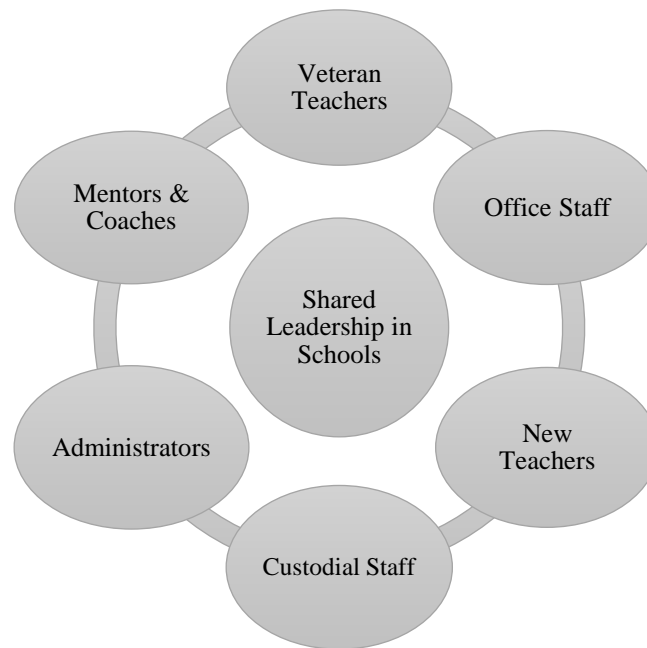 Veteran
Teachers
Mentors &
Coaches
Office Staff
Shared
Leadership in
Schools
Administrators
New
Teachers
Custodial Staff